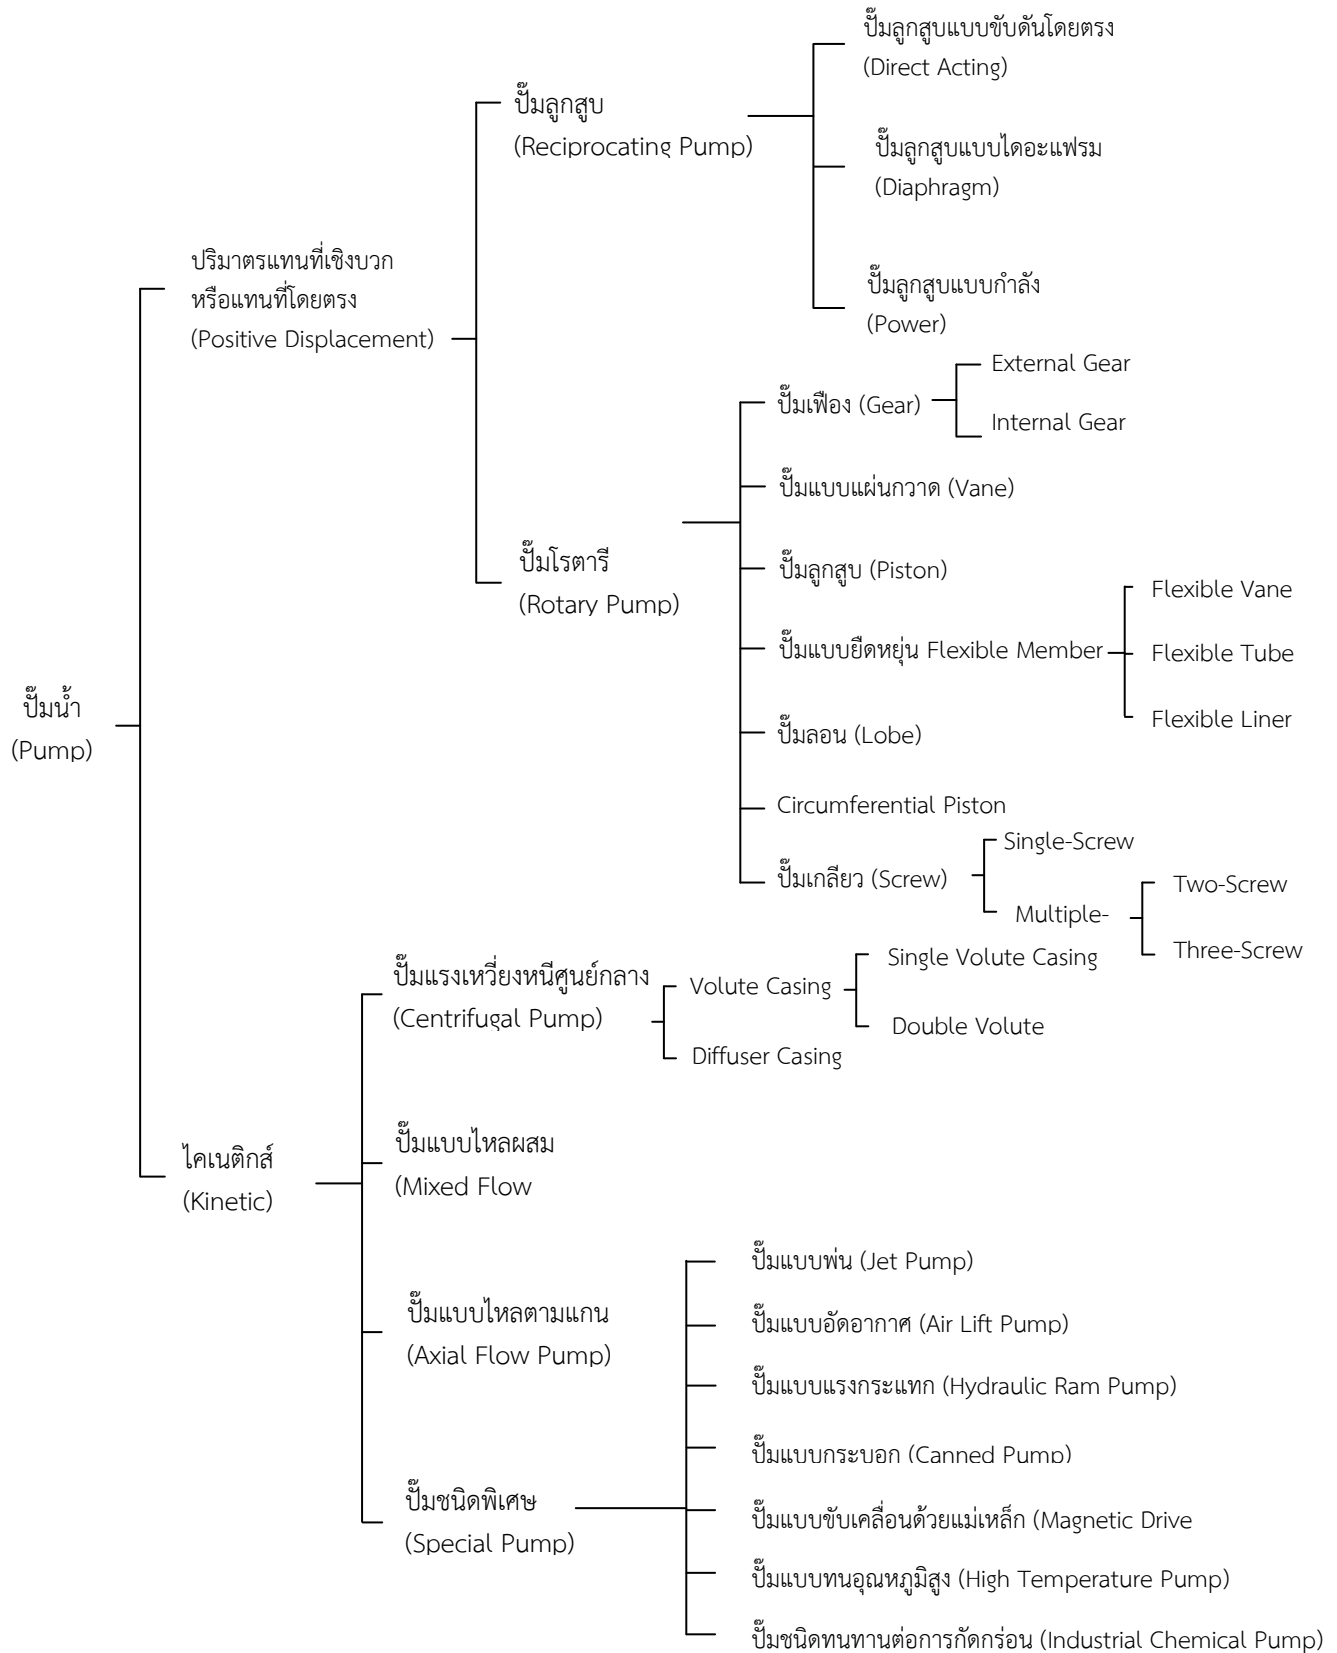 ปั๊มลูกสูบแบบขับดันโดยตรง
(Direct Acting)
ปั๊มลูกสูบ
(Reciprocating Pump)
ปั๊มลูกสูบแบบไดอะแฟรม
(Diaphragm)
ปริมาตรแทนที่เชิงบวก
หรือแทนที่โดยตรง
(Positive Displacement)
ปั๊มลูกสูบแบบกำลัง
(Power)
External Gear
ปั๊มเฟือง (Gear)
Internal Gear
ปั๊มแบบแผ่นกวาด (Vane)
ปั๊มโรตารี
(Rotary Pump)
ปั๊มลูกสูบ (Piston)
Flexible Vane
ปั๊มแบบยืดหยุ่น Flexible Member
Flexible Tube
Flexible Liner
ปั๊มน้ำ
(Pump)
ปั๊มลอน (Lobe)
Circumferential Piston
Single-Screw
ปั๊มเกลียว (Screw)
Two-Screw
Multiple-
Three-Screw
ปั๊มแรงเหวี่ยงหนีศูนย์กลาง
(Centrifugal Pump)
Single Volute Casing
Volute Casing
Double Volute
Diffuser Casing
ปั๊มแบบไหลผสม
(Mixed Flow
ไคเนติกส์
(Kinetic)
ปั๊มแบบไหลตามแกน
(Axial Flow Pump)
ปั๊มแบบพ่น (Jet Pump)
ปั๊มแบบอัดอากาศ (Air Lift Pump)
ปั๊มแบบแรงกระแทก (Hydraulic Ram Pump)
ปั๊มแบบกระบอก (Canned Pump)
ปั๊มชนิดพิเศษ
(Special Pump)
ปั๊มแบบขับเคลื่อนด้วยแม่เหล็ก (Magnetic Drive
ปั๊มแบบทนอุณหภูมิสูง (High Temperature Pump)
ปั๊มชนิดทนทานต่อการกัดกร่อน (Industrial Chemical Pump)